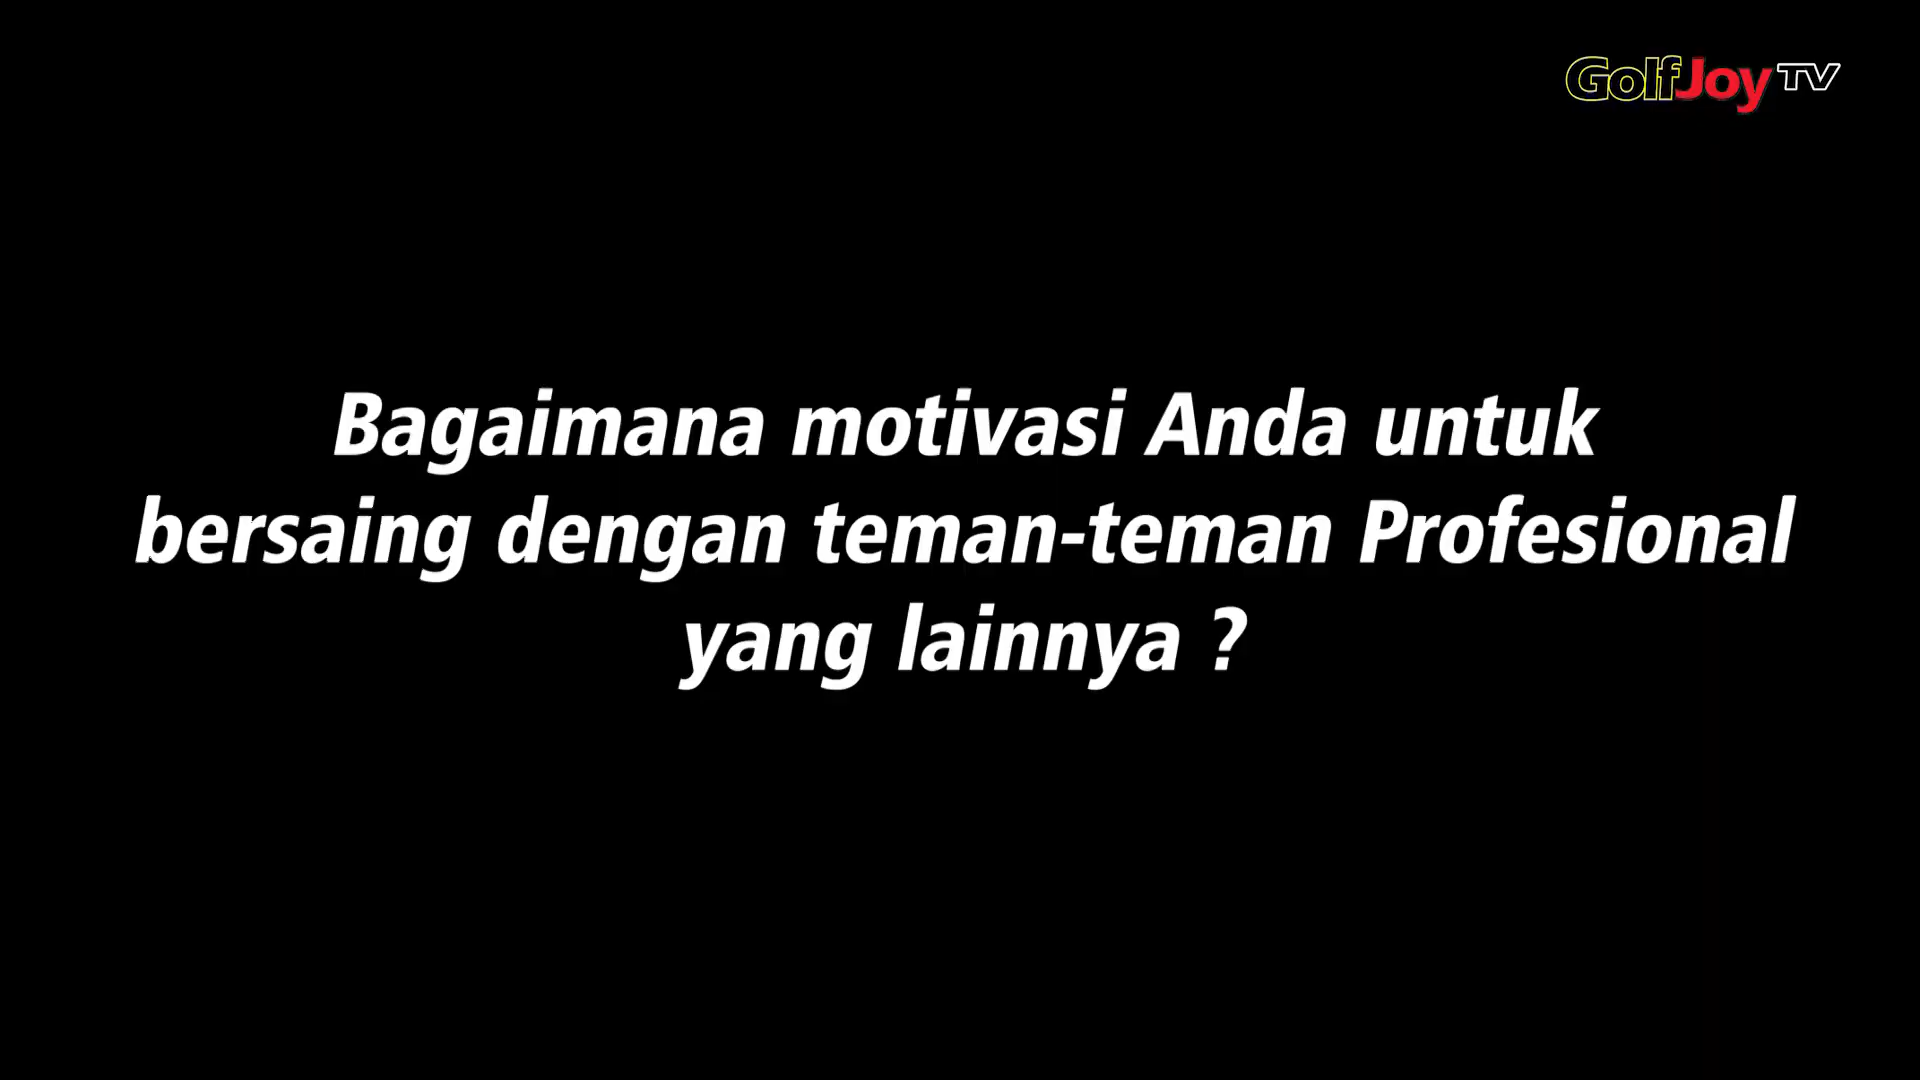 GolfJoy TV
Bagaimana motivasi Anda untuk
bersaing dengan teman-teman Profesional
yang lainnya ?